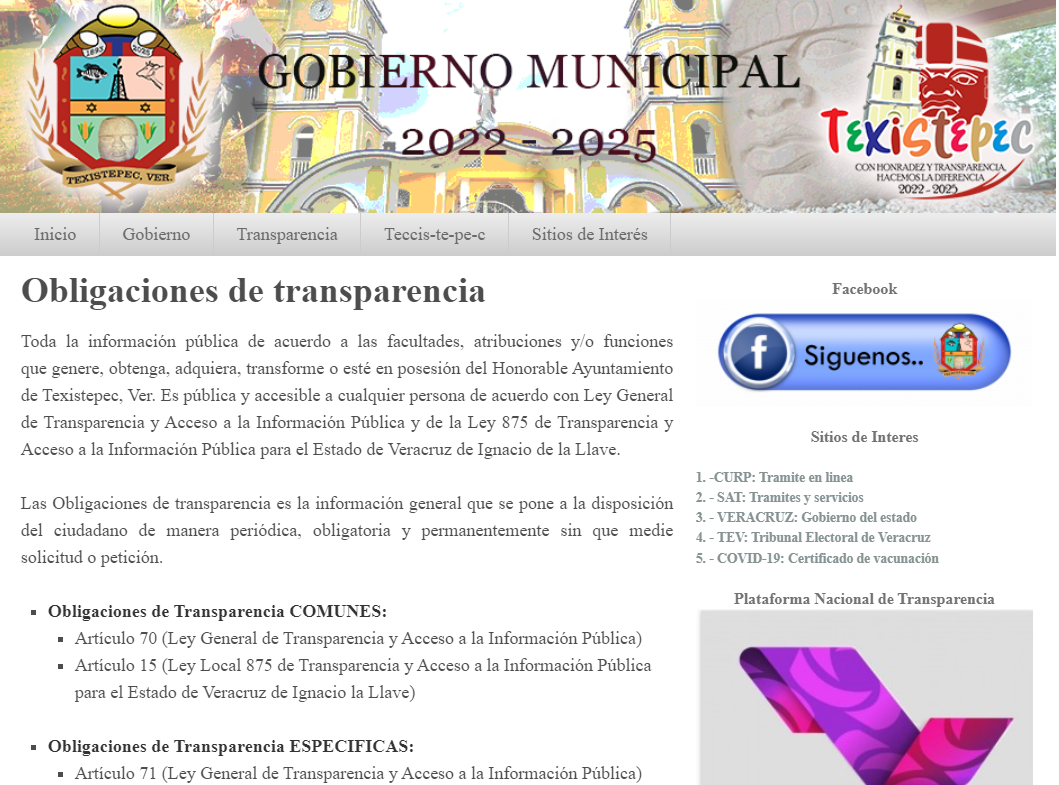 1893 2025
TEXISTEPEC, VER.
GOBIERNO MUNICIPAL
2022 - 2025
TEXISTEPEC
CON HONRADEZ Y TRANSPARENCIA,
HACEMOS LA DIFERENCIA
2022 - 2025
Inicio
Gobierno
Transparencia
Teccis-te-pe-c
Sitios de Interés
Obligaciones de transparencia
Toda la información pública de acuerdo a las facultades, atribuciones y/o funciones
que genere, obtenga, adquiera, transforme o esté en posesión del Honorable Ayuntamiento
de Texistepec, Ver. Es pública y accesible a cualquier persona de acuerdo con Ley General
de Transparencia y Acceso a la Información Pública y de la Ley 875 de Transparencia y
Acceso a la Información Pública para el Estado de Veracruz de Ignacio de la Llave.
Las Obligaciones de transparencia es la información general que se pone a la disposición
del ciudadano de manera periódica, obligatoria y permanentemente sin que medie
solicitud o petición.
Obligaciones de Transparencia COMUNES:
Artículo 70 (Ley General de Transparencia y Acceso a la Información Pública)
Artículo 15 (Ley Local 875 de Transparencia y Acceso a la Información Pública
para el Estado de Veracruz de Ignacio la Llave)
Obligaciones de Transparencia ESPECIFICAS:
Artículo 71 (Ley General de Transparencia y Acceso a la Información Pública)
Facebook
f Siguenos..
Sitios de Interes
1. -CURP: Tramite en linea
2. - SAT: Tramites y servicios
3. - VERACRUZ: Gobierno del estado
4. - TEV: Tribunal Electoral de Veracruz
5. - COVID-19: Certificado de vacunación
Plataforma Nacional de Transparencia